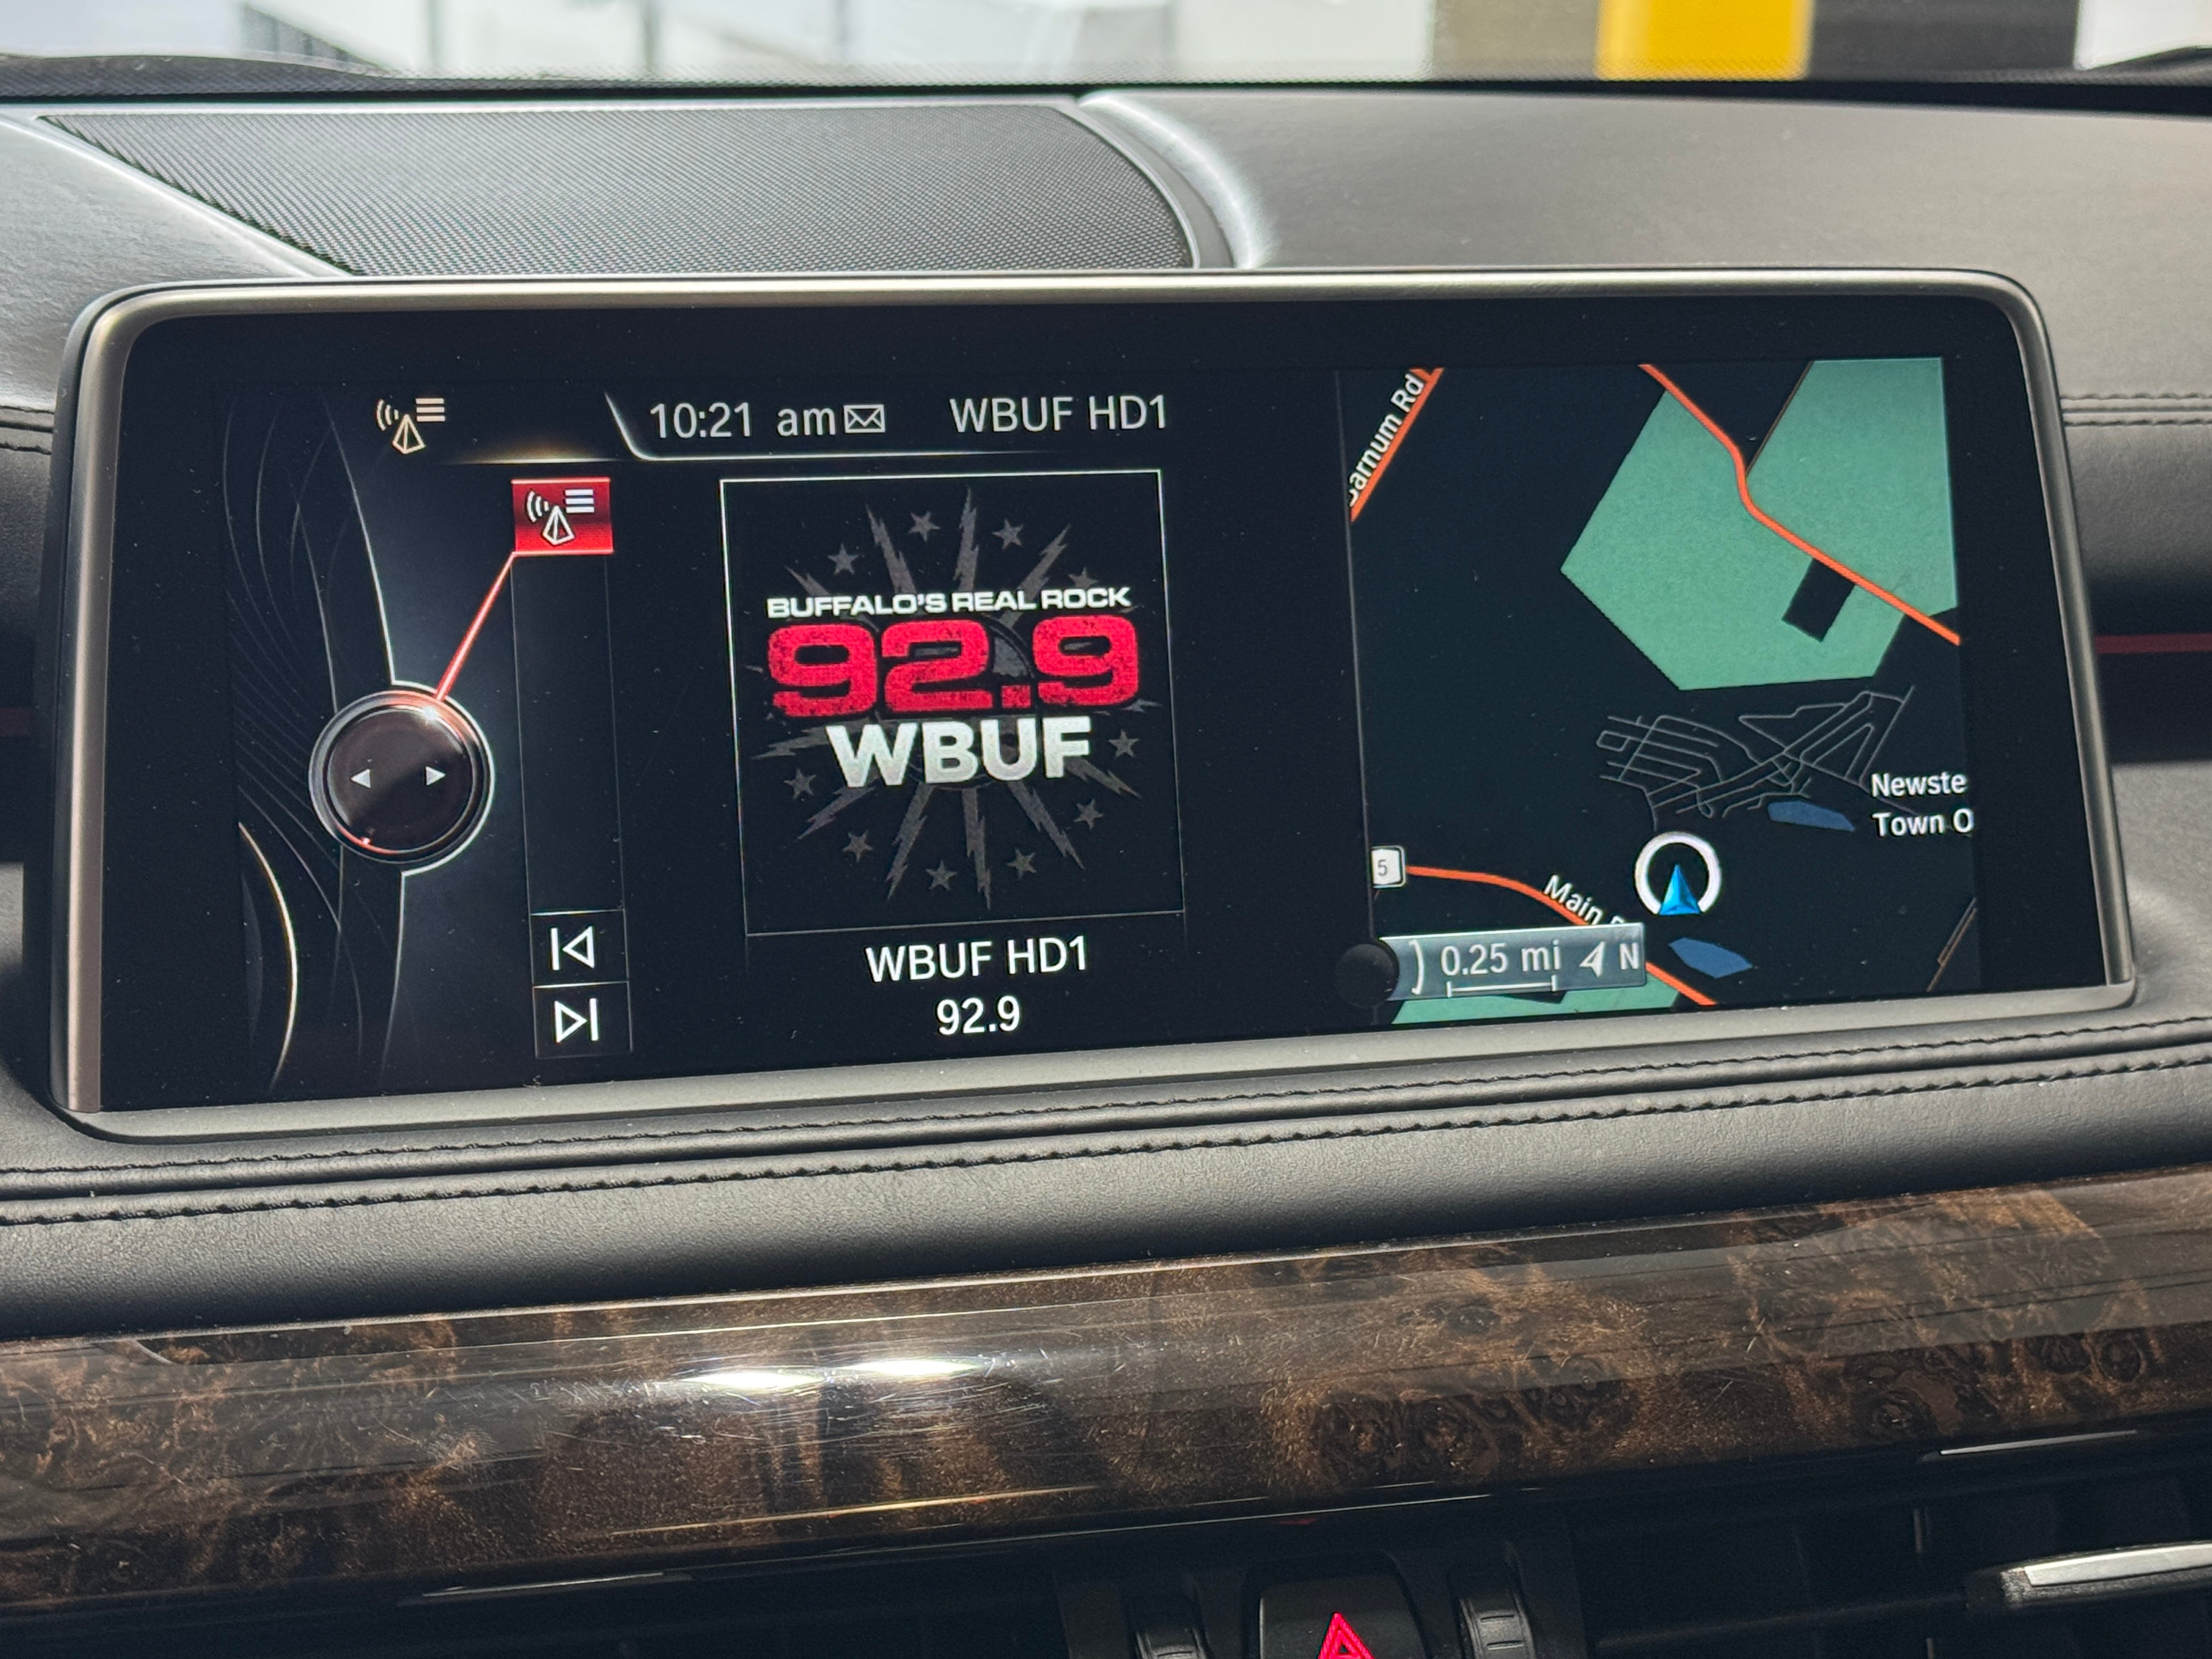 10:21 am
WBUF HD1
BUFFALO'S REAL ROCK
92.9
WBUF
WBUF HD1
92.9
Barnum Rd
Newste
Town O
5
Main
0.25 mi N